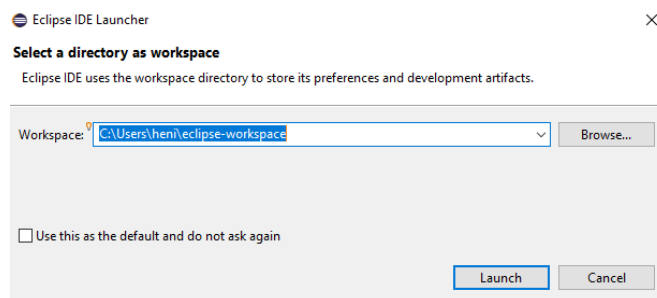 Eclipse IDE Launcher
Select a directory as workspace
Eclipse IDE uses the workspace directory to store its preferences and development artifacts.
Workspace: C:\Users\heni\eclipse-workspace Browse...
Use this as the default and do not ask again
Launch Cancel